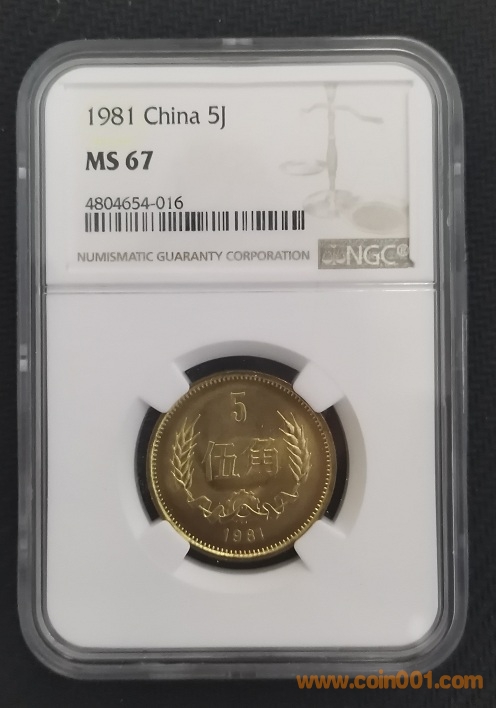 1981 China 5J
MS 67
4804654-016
NUMISMATIC GUARANTY CORPORATION
NGC®
5
伍角
1981
www.coin001.com